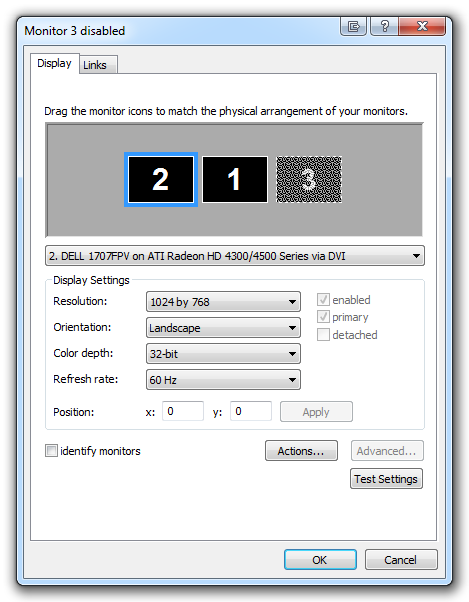 Monitor 3 disabled
Display Links
Drag the monitor icons to match the physical arrangement of your monitors.
2 1 3
2. DELL 1707FPV on ATI Radeon HD 4300/4500 Series via DVI
Display Settings
Resolution: 1024 by 768 enabled
Orientation: Landscape primary
detached
Color depth: 32-bit
Refresh rate: 60 Hz
Position: x: 0 y: 0 Apply
identify monitors Actions... Advanced...
Test Settings
OK Cancel